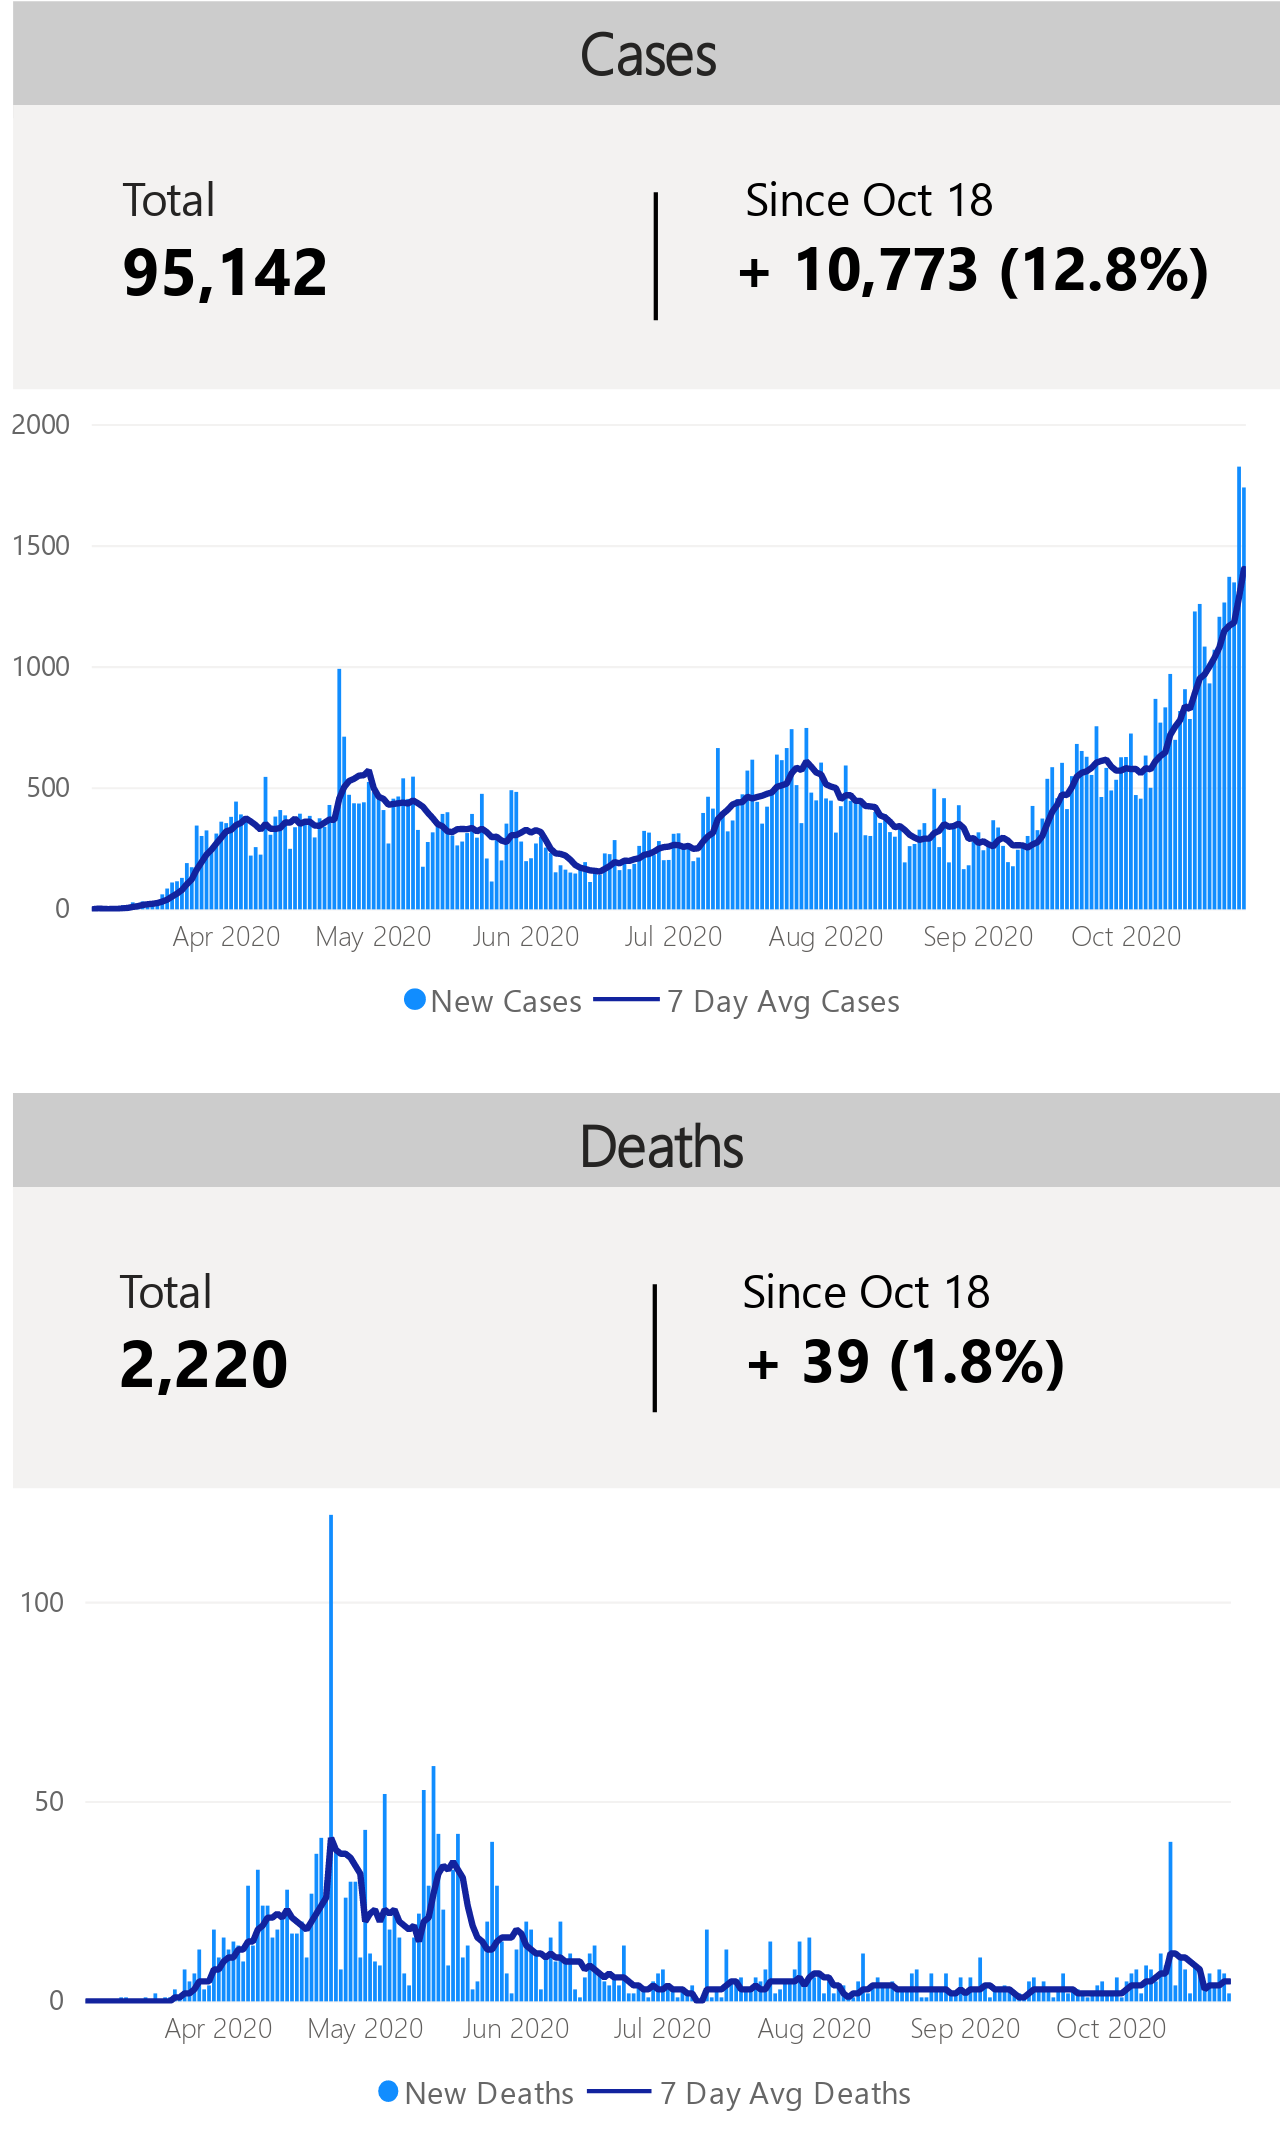 Cases
Total
Since Oct 18
95,142
+ 10,773 (12.8%)
2000
1500
1000
500
0
Apr 2020 May 2020 Jun 2020 Jul 2020 Aug 2020 Sep 2020 Oct 2020
New Cases 7 Day Avg Cases
Deaths
Total
Since Oct 18
2,220
+ 39 (1.8%)
100
50
0
Apr 2020 May 2020 Jun 2020 Jul 2020 Aug 2020 Sep 2020 Oct 2020
New Deaths 7 Day Avg Deaths